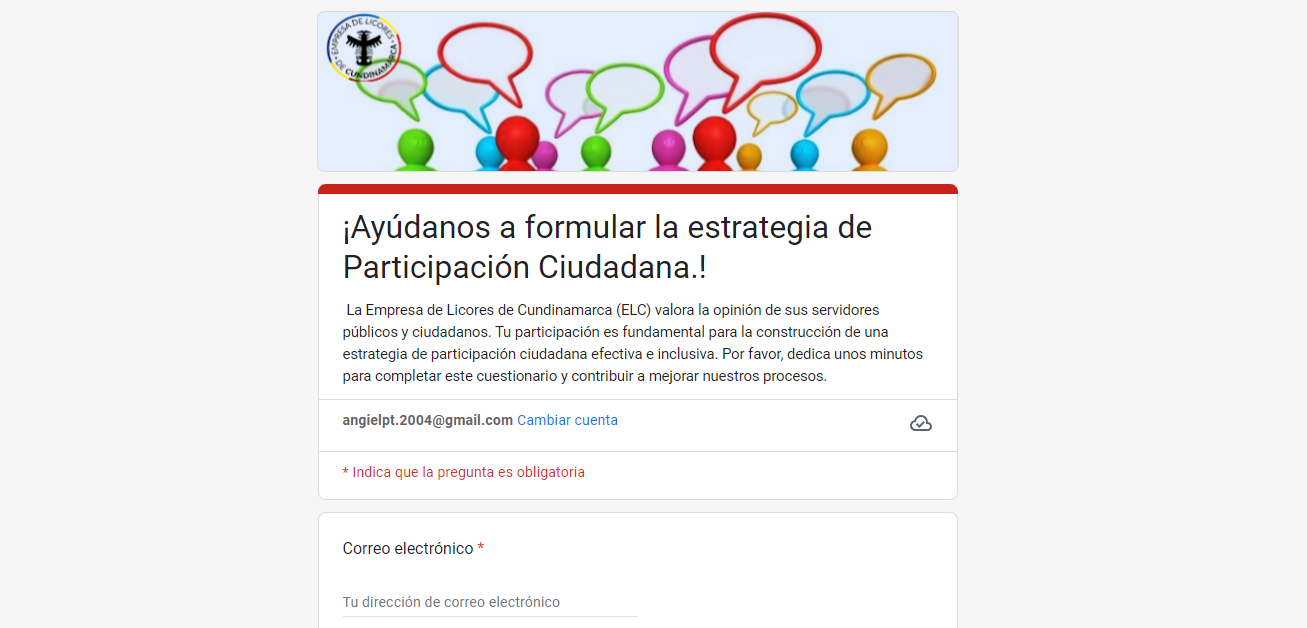 EMPRESA DE LICORES
DE CUNDINAMARCA
¡Ayúdanos a formular la estrategia de
Participación Ciudadana.!
La Empresa de Licores de Cundinamarca (ELC) valora la opinión de sus servidores
públicos y ciudadanos. Tu participación es fundamental para la construcción de una
estrategia de participación ciudadana efectiva e inclusiva. Por favor, dedica unos minutos
para completar este cuestionario y contribuir a mejorar nuestros procesos.
angielpt.2004@gmail.com Cambiar cuenta
* Indica que la pregunta es obligatoria
Correo electrónico *
Tu dirección de correo electrónico